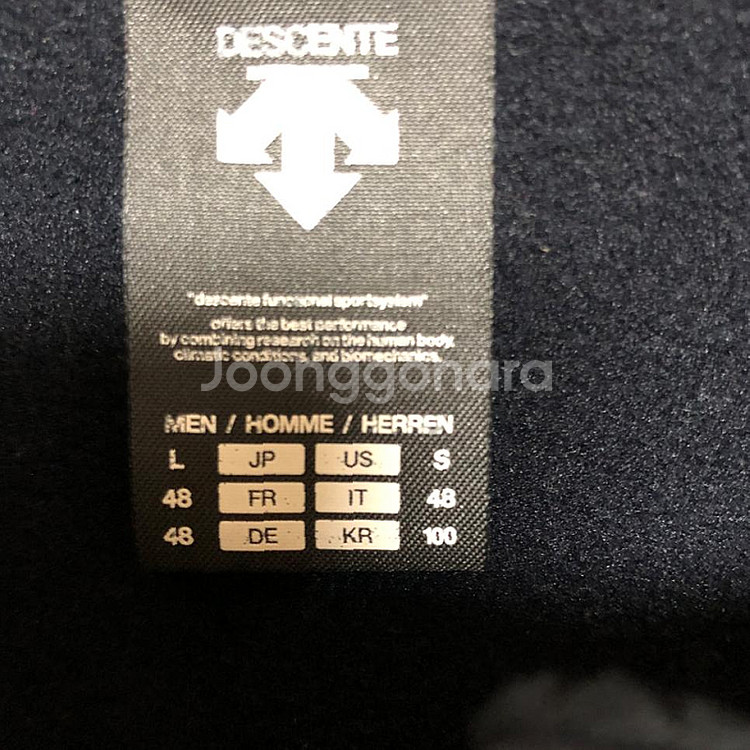 DESCENTE
"descente functional sportsystem"
offers the best performance
by combining research on the human body,
climatic conditions, and biomechanics.
Joonggonara
MEN / HOMME / HERREN
L JP US S
48 FR IT 48
48 DE KR 100